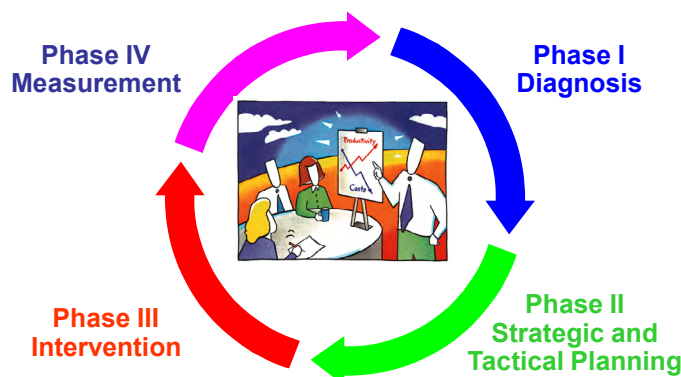 Phase IV
Measurement
Phase I
Diagnosis
Productivity
Costs
Phase III
Intervention
Phase II
Strategic and
Tactical Planning